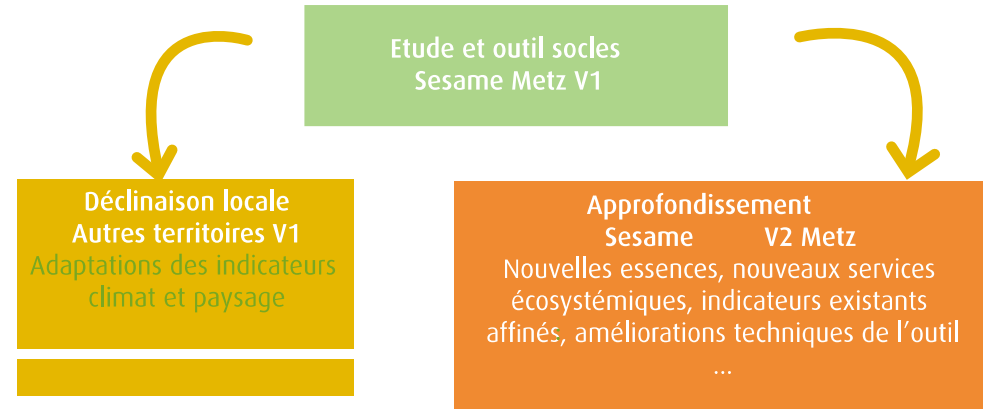 Etude et outil socles
Sesame Metz V1
Déclinaison locale
Autres territoires V1
Adaptations des indicateurs
climat et paysage
Approfondissement
Sesame V2 Metz
Nouvelles essences, nouveaux services
écosystémiques, indicateurs existants
affinés, améliorations techniques de l'outil
...